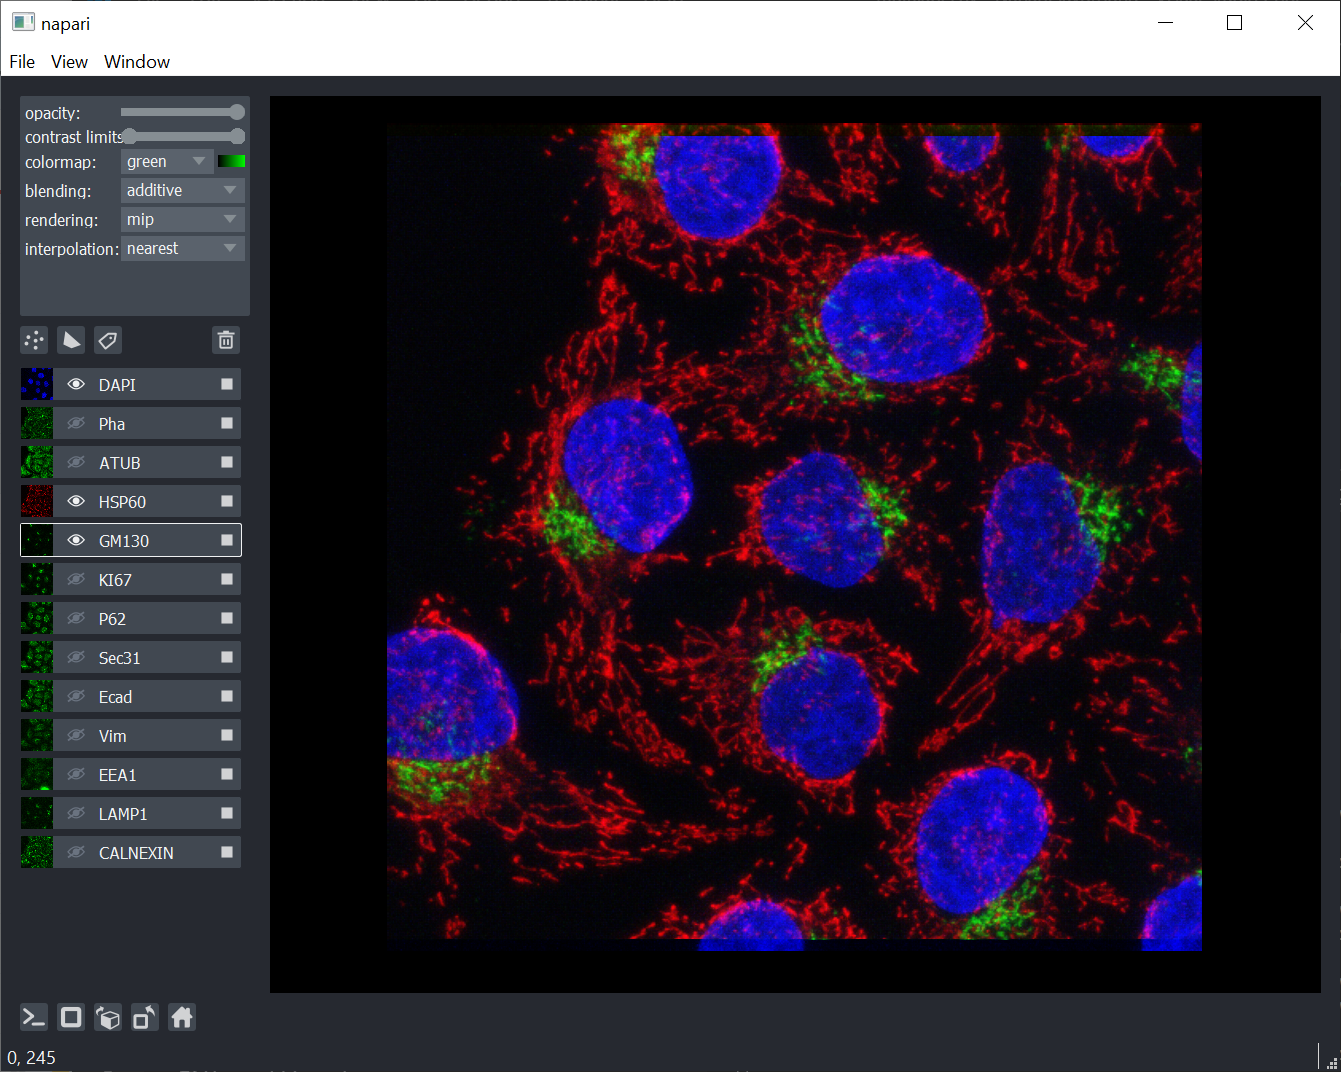 napari
File View Window
opacity:
contrast limits
colormap: green
blending: additive
rendering: mip
interpolation: nearest
DAPI
Pha
ATUB
HSP60
GM130
KI67
P62
Sec31
Ecad
Vim
EEA1
LAMP1
CALNEXIN
0, 245